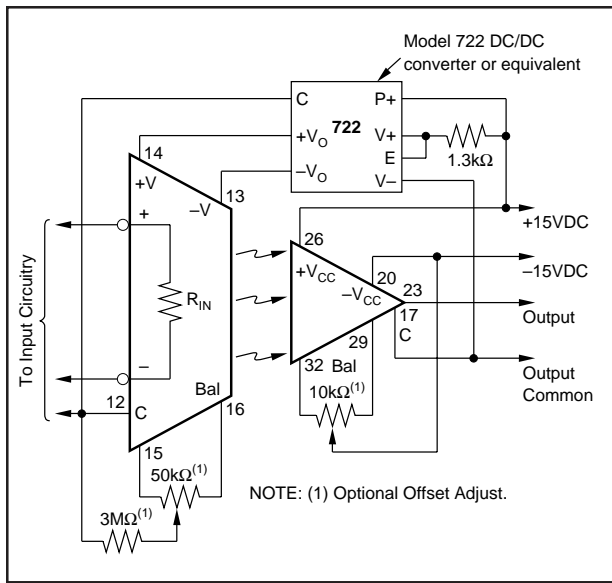 Model 722 DC/DC
converter or equivalent
C
P+
722
+VO
V+
E
–VO
V–
1.3kΩ
14
13
+V
–V
+
26
+15VDC
+VCC
20
–15VDC
–VCC
23
RIN
17
Output
C
29
To Input Circuitry
–
32
Bal
Output
Common
12
C
Bal
16
10kΩ(1)
15
50kΩ(1)
NOTE: (1) Optional Offset Adjust.
3MΩ(1)